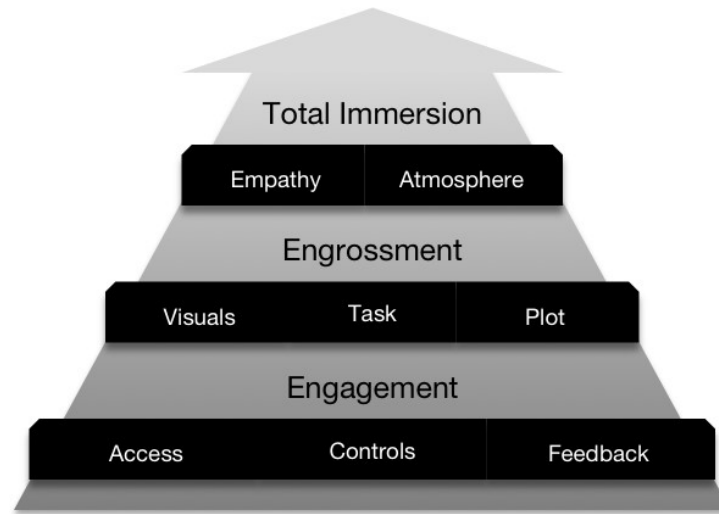 Total Immersion
Empathy Atmosphere
Engrossment
Visuals Task Plot
Engagement
Access Controls Feedback